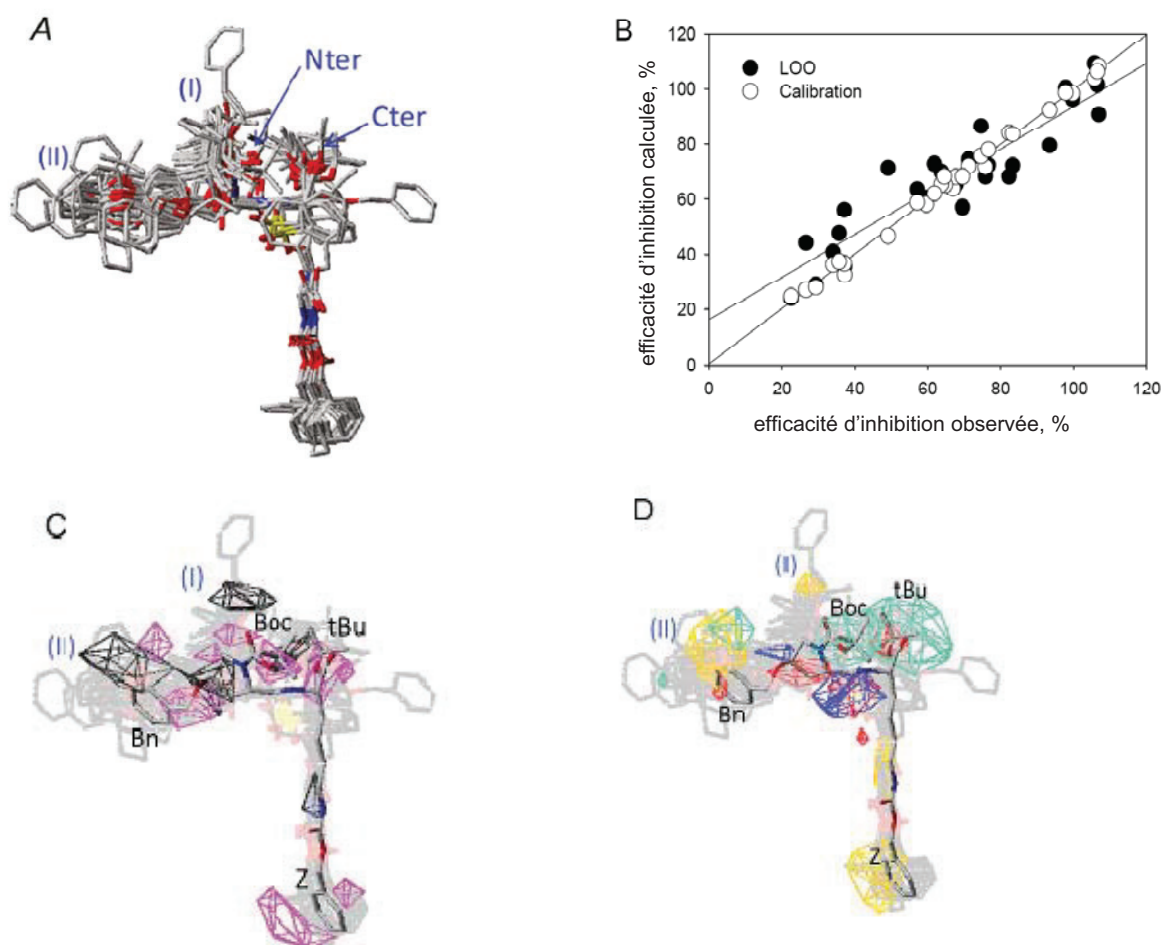 A
(I)
Nter
Cter
(II)
B
efficacité d'inhibition calculée, %
120
100
80
60
40
20
0
LOO
Calibration
0 20 40 60 80 100 120
efficacité d'inhibition observée, %
C
(I)
Boc
tBu
(II)
Bn
Z
D
(II)
Boc
tBu
(II)
Bn
Z